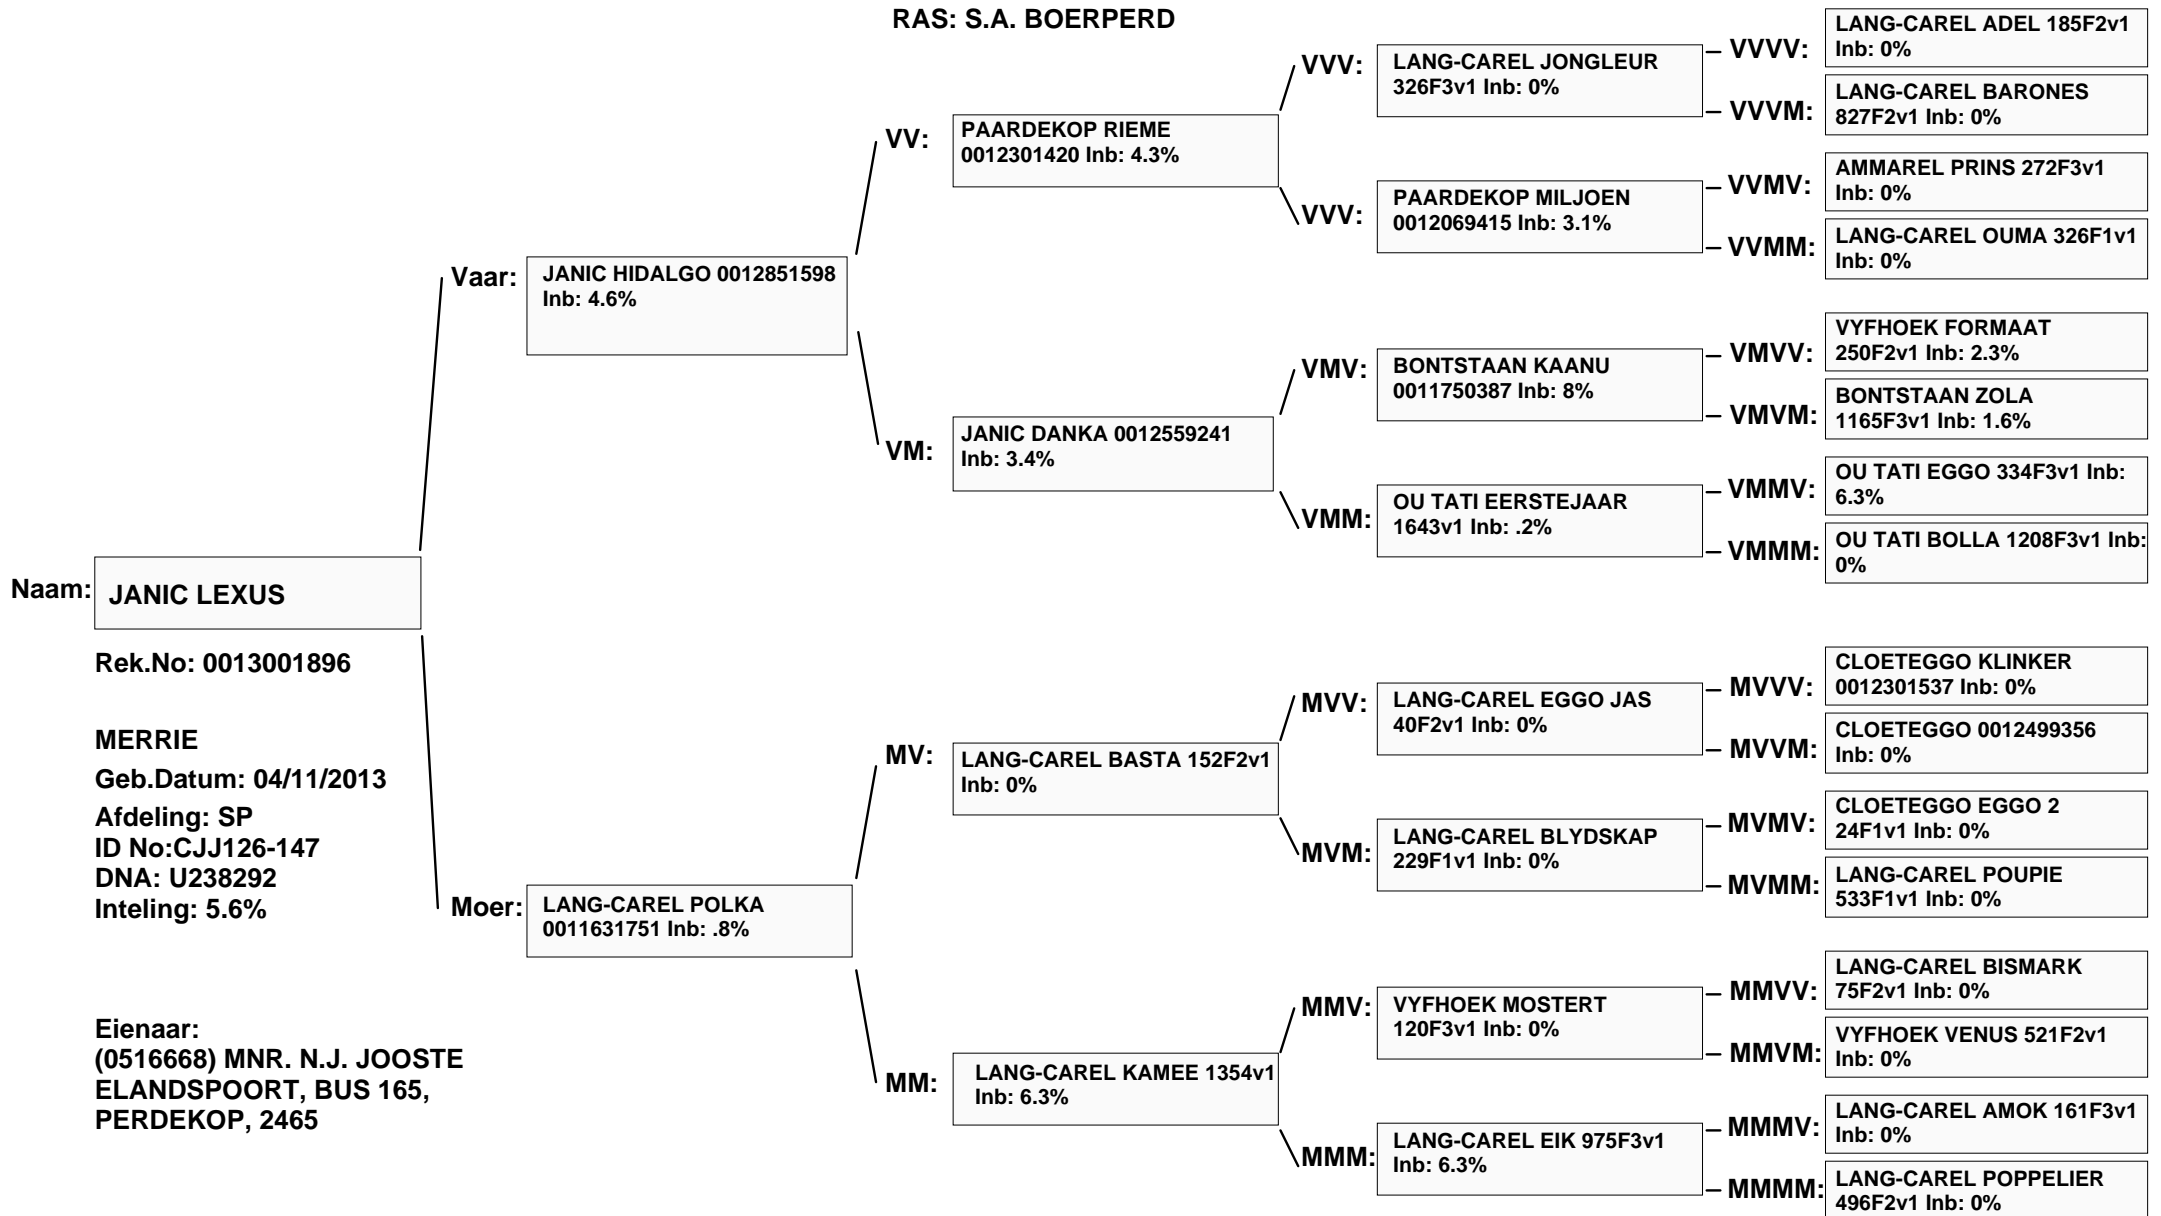 RAS: S.A. BOERPERD
Naam:
JANIC LEXUS
Rek.No: 0013001896
MERRIE
Geb.Datum: 04/11/2013
Afdeling: SP
ID No:CJJ126-147
DNA: U238292
Inteling: 5.6%
Eienaar:
(0516668) MNR. N.J. JOOSTE
ELANDSPOORT, BUS 165,
PERDEKOP, 2465
Vaar:
JANIC HIDALGO 0012851598
Inb: 4.6%
Moer:
LANG-CAREL POLKA
0011631751 Inb: .8%
VV:
PAARDEKOP RIEME
0012301420 Inb: 4.3%
VM:
JANIC DANKA 0012559241
Inb: 3.4%
MV:
LANG-CAREL BASTA 152F2v1
Inb: 0%
MM:
LANG-CAREL KAMEE 1354v1
Inb: 6.3%
VVV:
LANG-CAREL JONGLEUR
326F3v1 Inb: 0%
VVV:
PAARDEKOP MILJOEN
0012069415 Inb: 3.1%
VMV:
BONTSTAAN KAANU
0011750387 Inb: 8%
VMM:
OU TATI EERSTEJAAR
1643v1 Inb: .2%
MVV:
LANG-CAREL EGGO JAS
40F2v1 Inb: 0%
MVM:
LANG-CAREL BLYDSKAP
229F1v1 Inb: 0%
MMV:
VYFHOEK MOSTERT
120F3v1 Inb: 0%
MMM:
LANG-CAREL EIK 975F3v1
Inb: 6.3%
VVVV:
LANG-CAREL ADEL 185F2v1
Inb: 0%
VVVM:
LANG-CAREL BARONES
827F2v1 Inb: 0%
VVMV:
AMMAREL PRINS 272F3v1
Inb: 0%
VVMM:
LANG-CAREL OUMA 326F1v1
Inb: 0%
VMVV:
VYFHOEK FORMAAT
250F2v1 Inb: 2.3%
VMVM:
BONTSTAAN ZOLA
1165F3v1 Inb: 1.6%
VMMV:
OU TATI EGGO 334F3v1 Inb:
6.3%
VMMM:
OU TATI BOLLA 1208F3v1 Inb:
0%
MVVV:
CLOETEGGO KLINKER
0012301537 Inb: 0%
MVVM:
CLOETEGGO 0012499356
Inb: 0%
MVMV:
CLOETEGGO EGGO 2
24F1v1 Inb: 0%
MVMM:
LANG-CAREL POUPIE
533F1v1 Inb: 0%
MMVV:
LANG-CAREL BISMARK
75F2v1 Inb: 0%
MMVM:
VYFHOEK VENUS 521F2v1
Inb: 0%
MMMV:
LANG-CAREL AMOK 161F3v1
Inb: 0%
MMMM:
LANG-CAREL POPPELIER
496F2v1 Inb: 0%